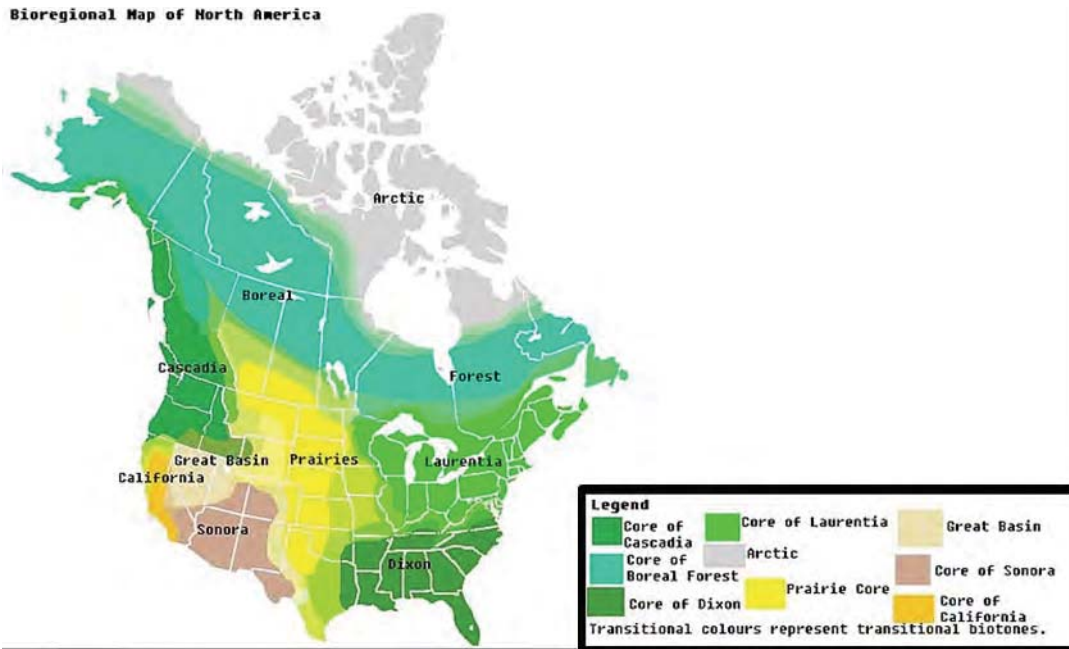 Bioregional Map of North America
Arctic
Boreal
Cascadia
Forest
Great Basin
Prairies
Laurentia
California
Sonora
Dixon
Legend
Core of
Cascadia
Core of Laurentia
Great Basin
Arctic
Core of
Boreal Forest
Prairie Core
Core of Sonora
Core of Dixon
Core of
California
Transitional colours represent transitional biotones.